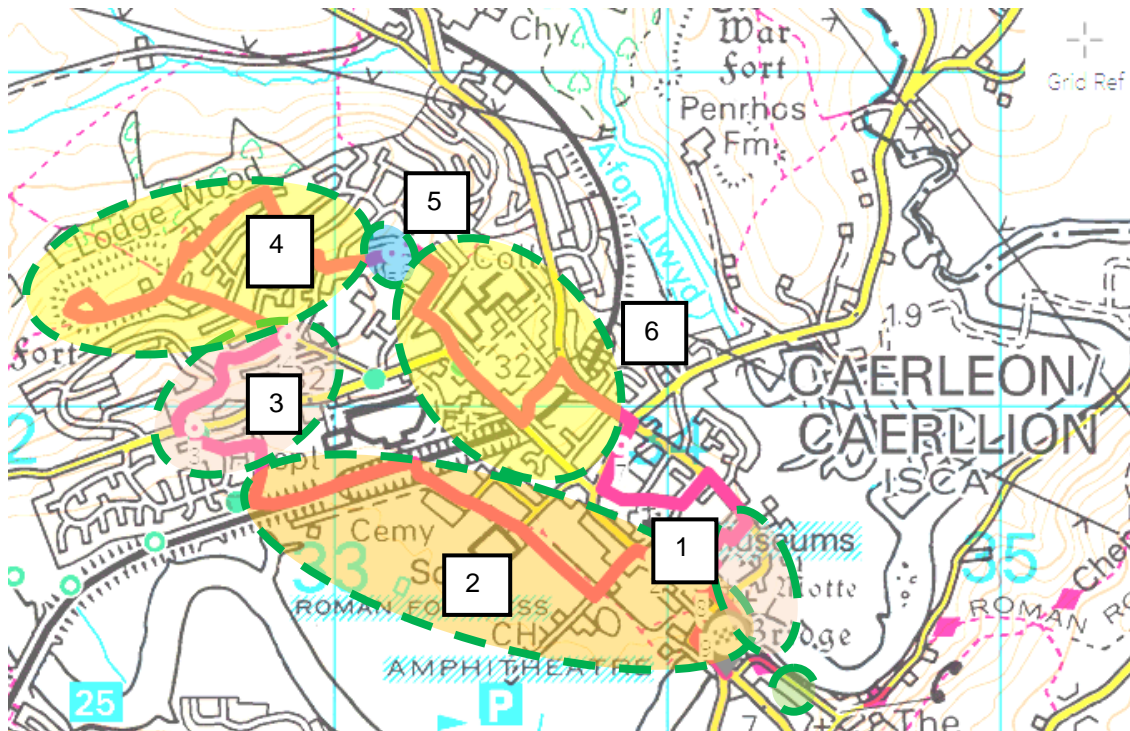 Chy
War
Fort
Grid Ref
Penrhos
Fm
Afon Llwyd
Lodge Wood
5
4
Coll
19
6
Fort
32
CAERLEON/
CAERLLION
ISCA
3
2
34
Hospl
Cemy
33
1
Museums
35
2
Motte
ROMAN FORTRESS
ROMAN
CH
Bridge
AMPHITHEATRE
25
P
7
The